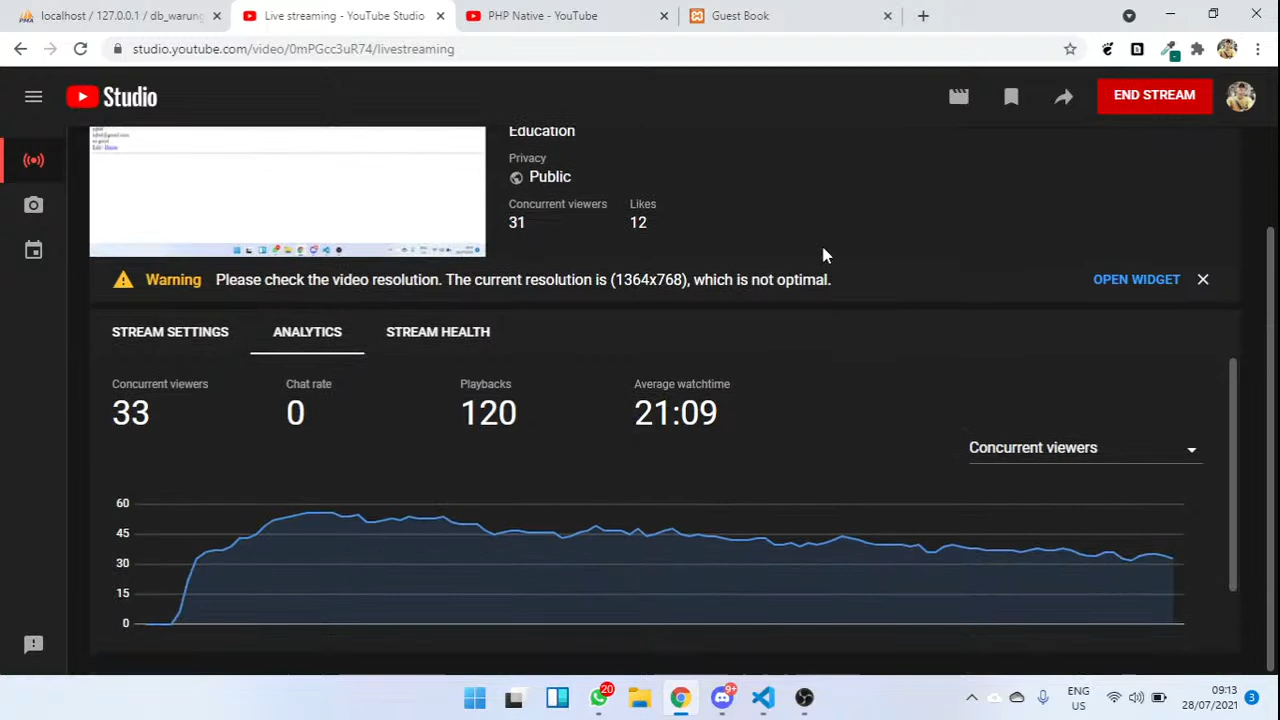 localhost / 127.0.0.1 / db_warung
Live streaming - YouTube Studio
PHP Native - YouTube
Guest Book
studio.youtube.com/video/0mPGcc3uR74/livestreaming
Studio
END STREAM
Education
Privacy
Public
Concurrent viewers
Likes
31
12
Warning
Please check the video resolution. The current resolution is (1364x768), which is not optimal.
OPEN WIDGET
STREAM SETTINGS
ANALYTICS
STREAM HEALTH
Concurrent viewers
Chat rate
Playbacks
Average watchtime
33
0
120
21:09
Concurrent viewers
60
45
30
15
0
20
9+
ENG
US
09:13
28/07/2021
3